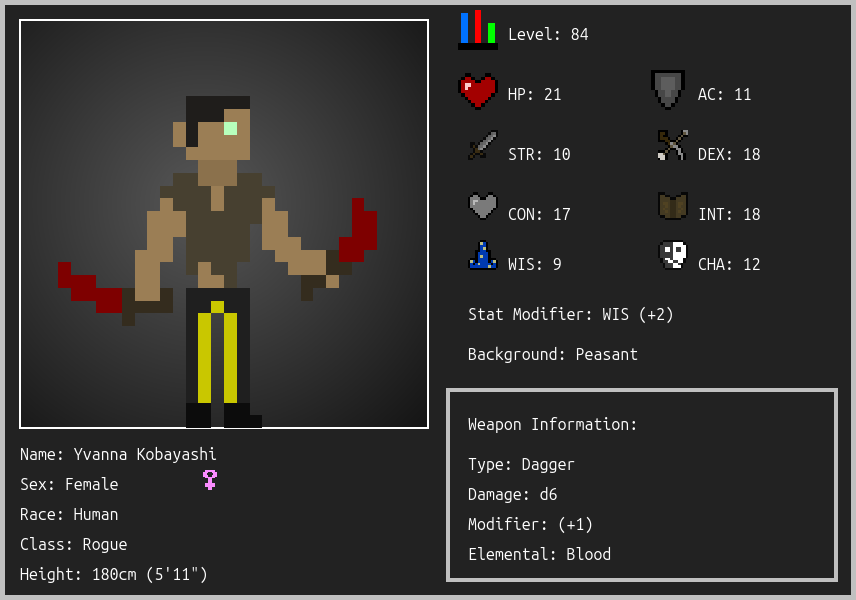 Level: 84
HP: 21
AC: 11
STR: 10
DEX: 18
CON: 17
INT: 18
WIS: 9
CHA: 12
Stat Modifier: WIS (+2)
Background: Peasant
Weapon Information:
Type: Dagger
Damage: d6
Modifier: (+1)
Elemental: Blood
Name: Yvanna Kobayashi
Sex: Female
Race: Human
Class: Rogue
Height: 180cm (5'11")